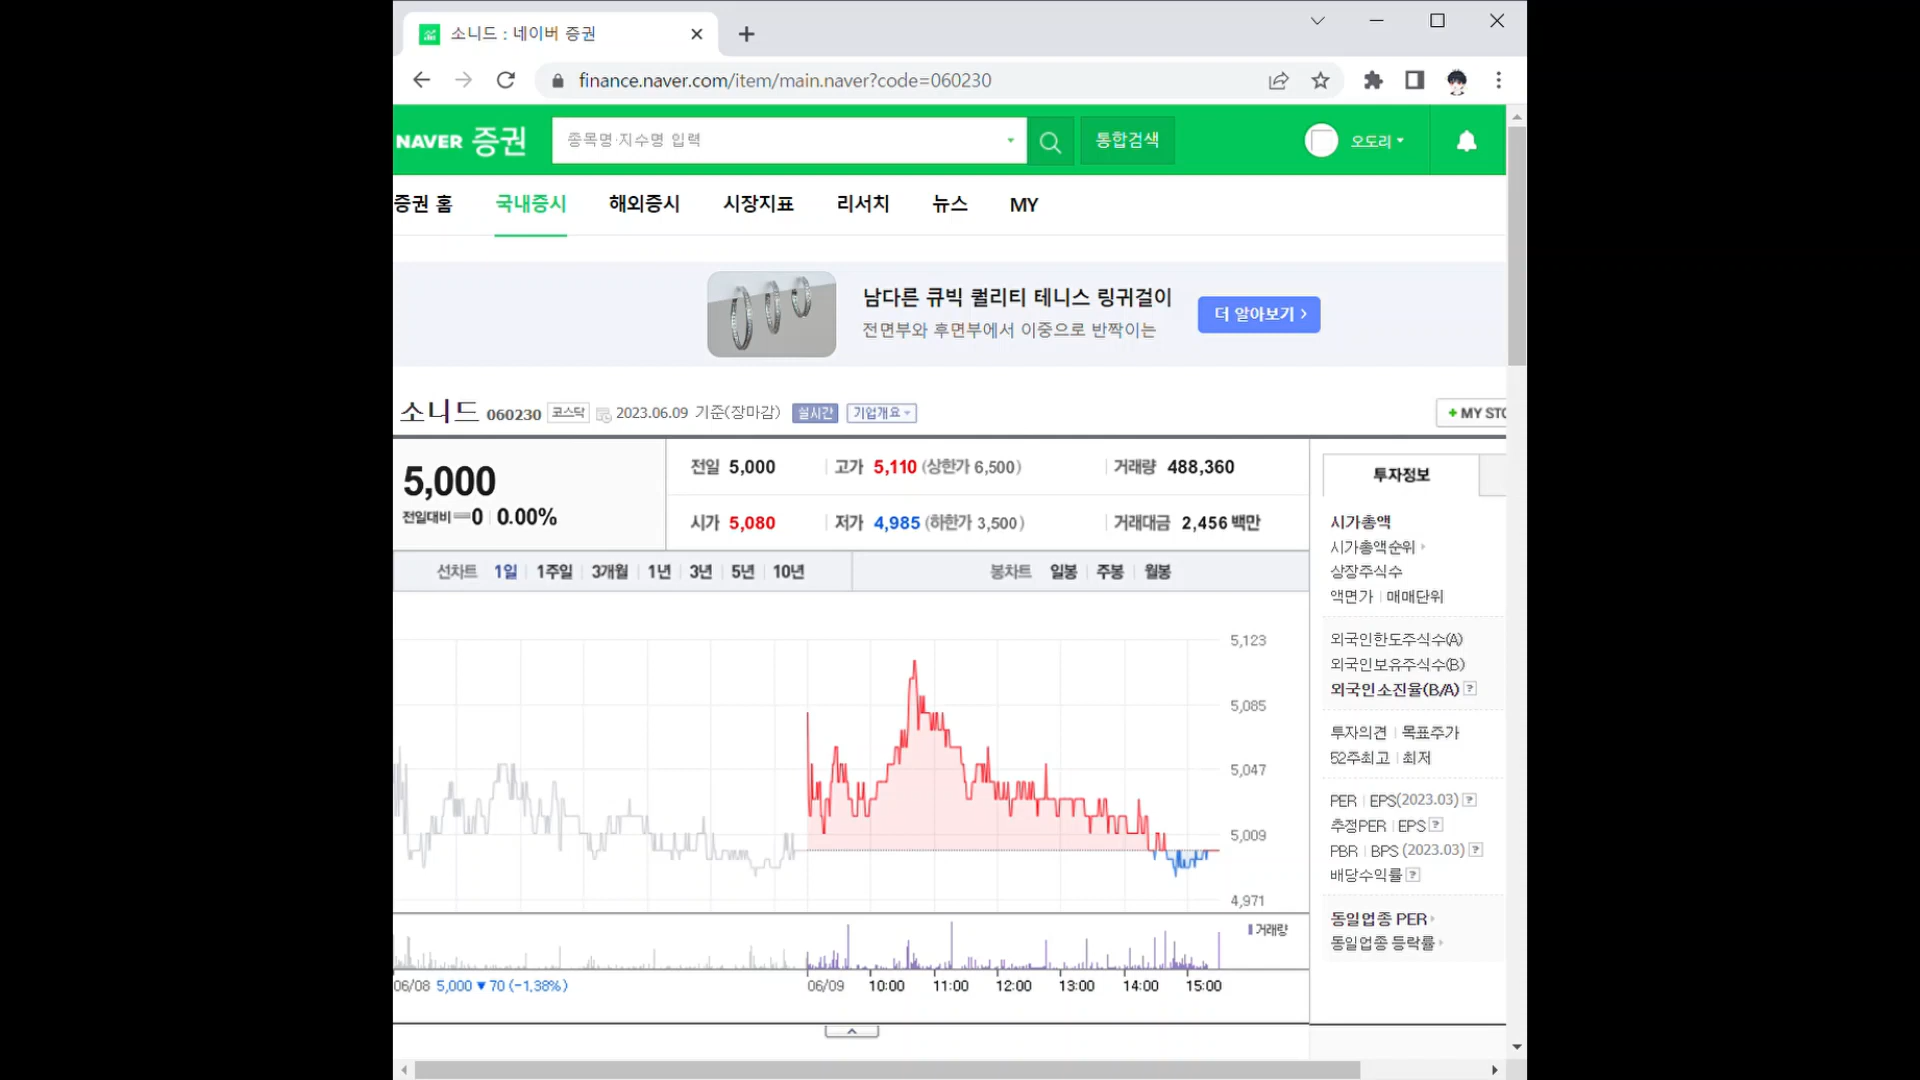 소니드 : 네이버 증권
finance.naver.com/item/main.naver?code=060230
NAVER 증권
종목명·지수명 입력
통합검색
오도리
증권 홈 국내증시 해외증시 시장지표 리서치 뉴스 MY
남다른 큐빅 퀄리티 테니스 링귀걸이
전면부와 후면부에서 이중으로 반짝이는
더 알아보기 >
소니드 060230 코스닥 2023.06.09 기준(장마감) 실시간 기업개요
+ MY STO
5,000
전일대비 0 0.00%
전일 5,000 고가 5,110 (상한가 6,500) 거래량 488,360
시가 5,080 저가 4,985 (하한가 3,500) 거래대금 2,456 백만
선차트 1일 1주일 3개월 1년 3년 5년 10년
봉차트 일봉 주봉 월봉
5,123
5,085
5,047
5,009
4,971
거래량
06/08 5,000 ▼ 70 (-1.38%)
06/09 10:00 11:00 12:00 13:00 14:00 15:00
투자정보
시가총액
시가총액순위
상장주식수
액면가 | 매매단위
외국인한도주식수(A)
외국인보유주식수(B)
외국인소진율(B/A) ?
투자의견 | 목표주가
52주최고 | 최저
PER | EPS(2023.03) ?
추정PER | EPS ?
PBR | BPS (2023.03) ?
배당수익률 ?
동일업종 PER
동일업종 등락률